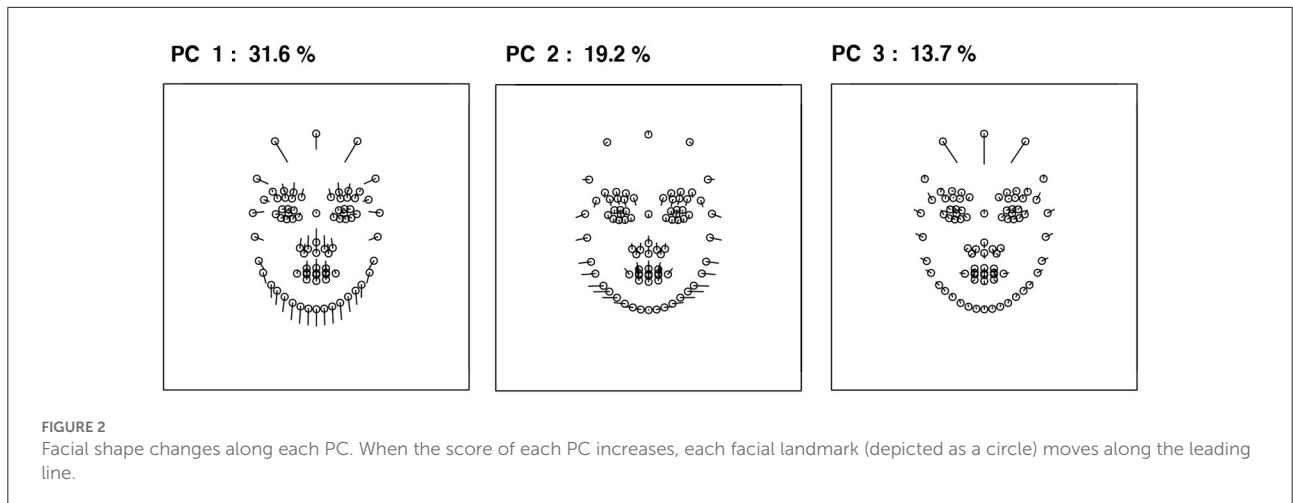 PC 1 : 31.6 %
PC 2 : 19.2 %
PC 3 : 13.7 %
FIGURE 2
Facial shape changes along each PC. When the score of each PC increases, each facial landmark (depicted as a circle) moves along the leading
line.